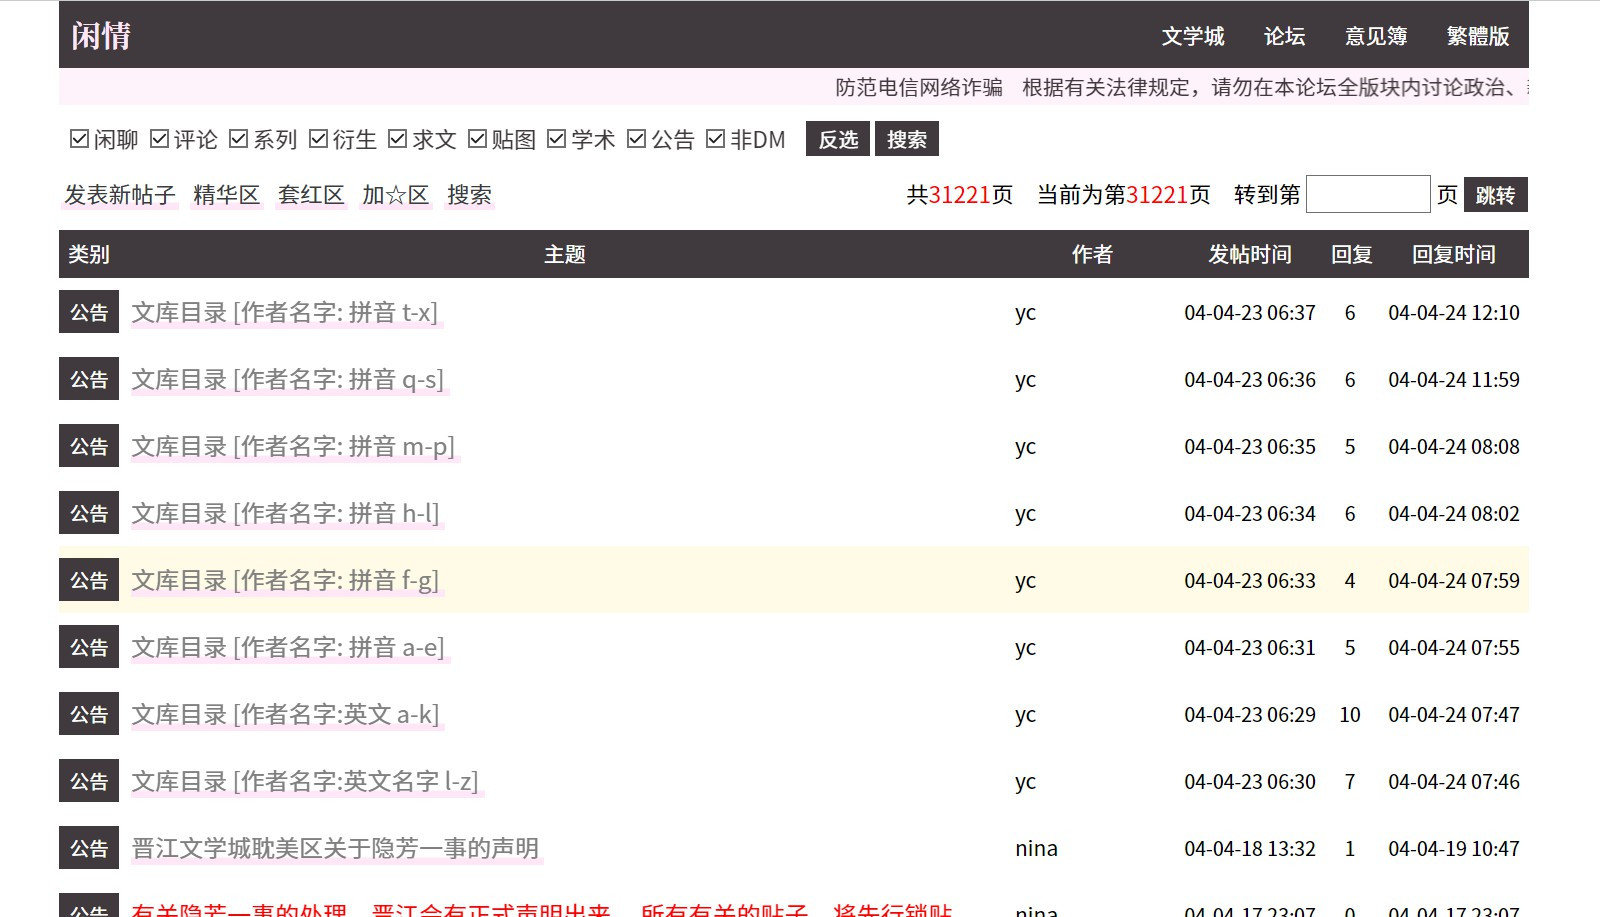 闲情 文学城 论坛 意见簿 繁體版
防范电信网络诈骗 根据有关法律规定，请勿在本论坛全版块内讨论政治、
闲聊 评论 系列 衍生 求文 贴图 学术 公告 非DM 反选 搜索
发表新帖子 精华区 套红区 加☆区 搜索 共31221页 当前为第31221页 转到第 页 跳转
类别 主题 作者 发帖时间 回复 回复时间
公告 文库目录 [作者名字: 拼音 t-x] yc 04-04-23 06:37 6 04-04-24 12:10
公告 文库目录 [作者名字: 拼音 q-s] yc 04-04-23 06:36 6 04-04-24 11:59
公告 文库目录 [作者名字: 拼音 m-p] yc 04-04-23 06:35 5 04-04-24 08:08
公告 文库目录 [作者名字: 拼音 h-l] yc 04-04-23 06:34 6 04-04-24 08:02
公告 文库目录 [作者名字: 拼音 f-g] yc 04-04-23 06:33 4 04-04-24 07:59
公告 文库目录 [作者名字: 拼音 a-e] yc 04-04-23 06:31 5 04-04-24 07:55
公告 文库目录 [作者名字:英文 a-k] yc 04-04-23 06:29 10 04-04-24 07:47
公告 文库目录 [作者名字:英文名字 l-z] yc 04-04-23 06:30 7 04-04-24 07:46
公告 晋江文学城耽美区关于隐芳一事的声明 nina 04-04-18 13:32 1 04-04-19 10:47
公告 有关隐芳一事的处理，晋江会有正式声明出来， 所有有关的贴子，将先行锁贴 nina 04-04-17 23:07 0 04-04-17 23:07